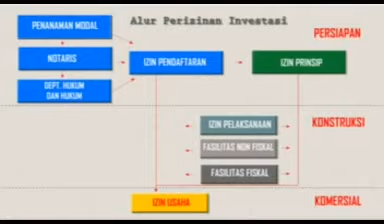 Alur Perizinan Investasi
PENANAMAN MODAL
PERSIAPAN
NOTARIS
IZIN PENDAFTARAN
IZIN PRINSIP
DEPT. HUKUM
DAN HUKUM
IZIN PELAKSANAAN
KONSTRUKSI
FASILITAS NON FISKAL
FASILITAS FISKAL
IZIN USAHA
KOMERSIAL